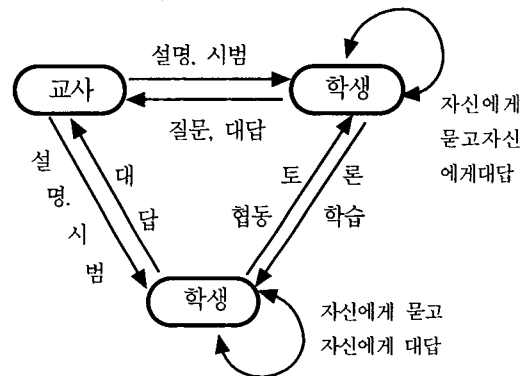 설명, 시범
교사
학생
질문, 대답
자신에게
묻고자신
에게대답
설명.시범
대답
토론
협동학습
학생
자신에게 묻고
자신에게 대답